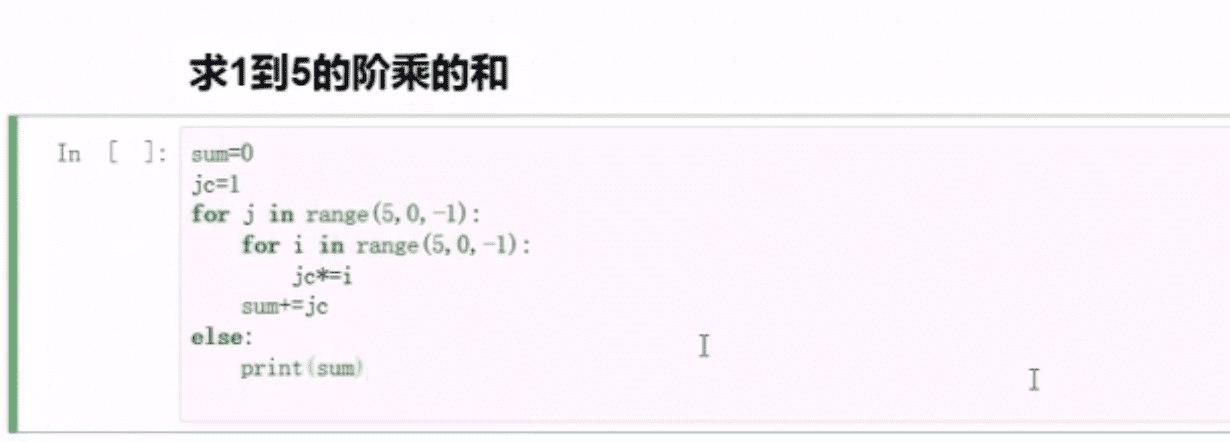 求1到5的阶乘的和
In [ ]:
sum=0
jc=1
for j in range(5,0,-1):
    for i in range(5,0,-1):
        jc*=i
    sum+=jc
else:
    print(sum)